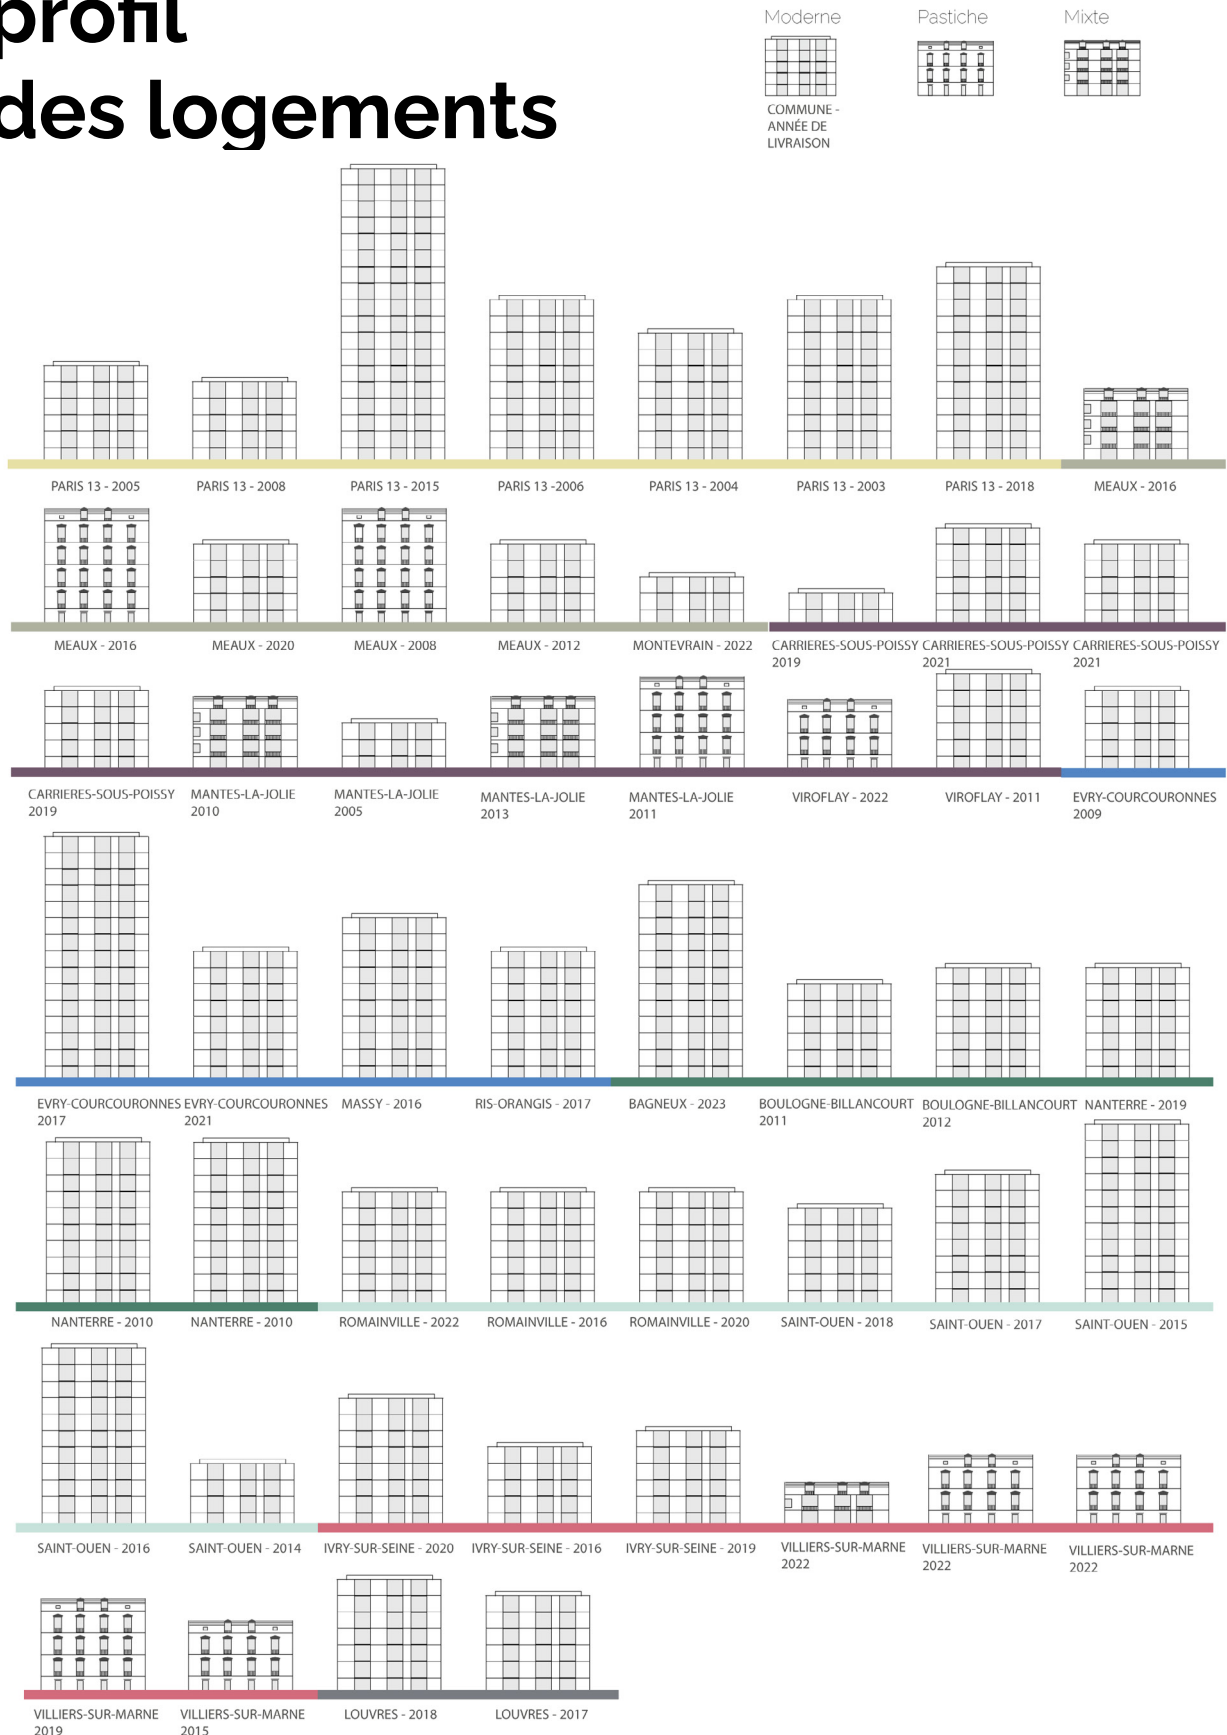 profil
des logements
Moderne
Pastiche
Mixte
COMMUNE -
ANNÉE DE
LIVRAISON
PARIS 13 - 2005
PARIS 13 - 2008
PARIS 13 - 2015
PARIS 13 -2006
PARIS 13 - 2004
PARIS 13 - 2003
PARIS 13 - 2018
MEAUX - 2016
MEAUX - 2016
MEAUX - 2020
MEAUX - 2008
MEAUX - 2012
MONTEVRAIN - 2022
CARRIERES-SOUS-POISSY
2019
CARRIERES-SOUS-POISSY
2021
CARRIERES-SOUS-POISSY
2021
CARRIERES-SOUS-POISSY
2019
MANTES-LA-JOLIE
2010
MANTES-LA-JOLIE
2005
MANTES-LA-JOLIE
2013
MANTES-LA-JOLIE
2011
VIROFLAY - 2022
VIROFLAY - 2011
EVRY-COURCOURONNES
2009
EVRY-COURCOURONNES
2017
EVRY-COURCOURONNES
2021
MASSY - 2016
RIS-ORANGIS - 2017
BAGNEUX - 2023
BOULOGNE-BILLANCOURT
2011
BOULOGNE-BILLANCOURT
2012
NANTERRE - 2019
NANTERRE - 2010
NANTERRE - 2010
ROMAINVILLE - 2022
ROMAINVILLE - 2016
ROMAINVILLE - 2020
SAINT-OUEN - 2018
SAINT-OUEN - 2017
SAINT-OUEN - 2015
SAINT-OUEN - 2016
SAINT-OUEN - 2014
IVRY-SUR-SEINE - 2020
IVRY-SUR-SEINE - 2016
IVRY-SUR-SEINE - 2019
VILLIERS-SUR-MARNE
2022
VILLIERS-SUR-MARNE
2022
VILLIERS-SUR-MARNE
2022
VILLIERS-SUR-MARNE
2019
VILLIERS-SUR-MARNE
2015
LOUVRES - 2018
LOUVRES - 2017